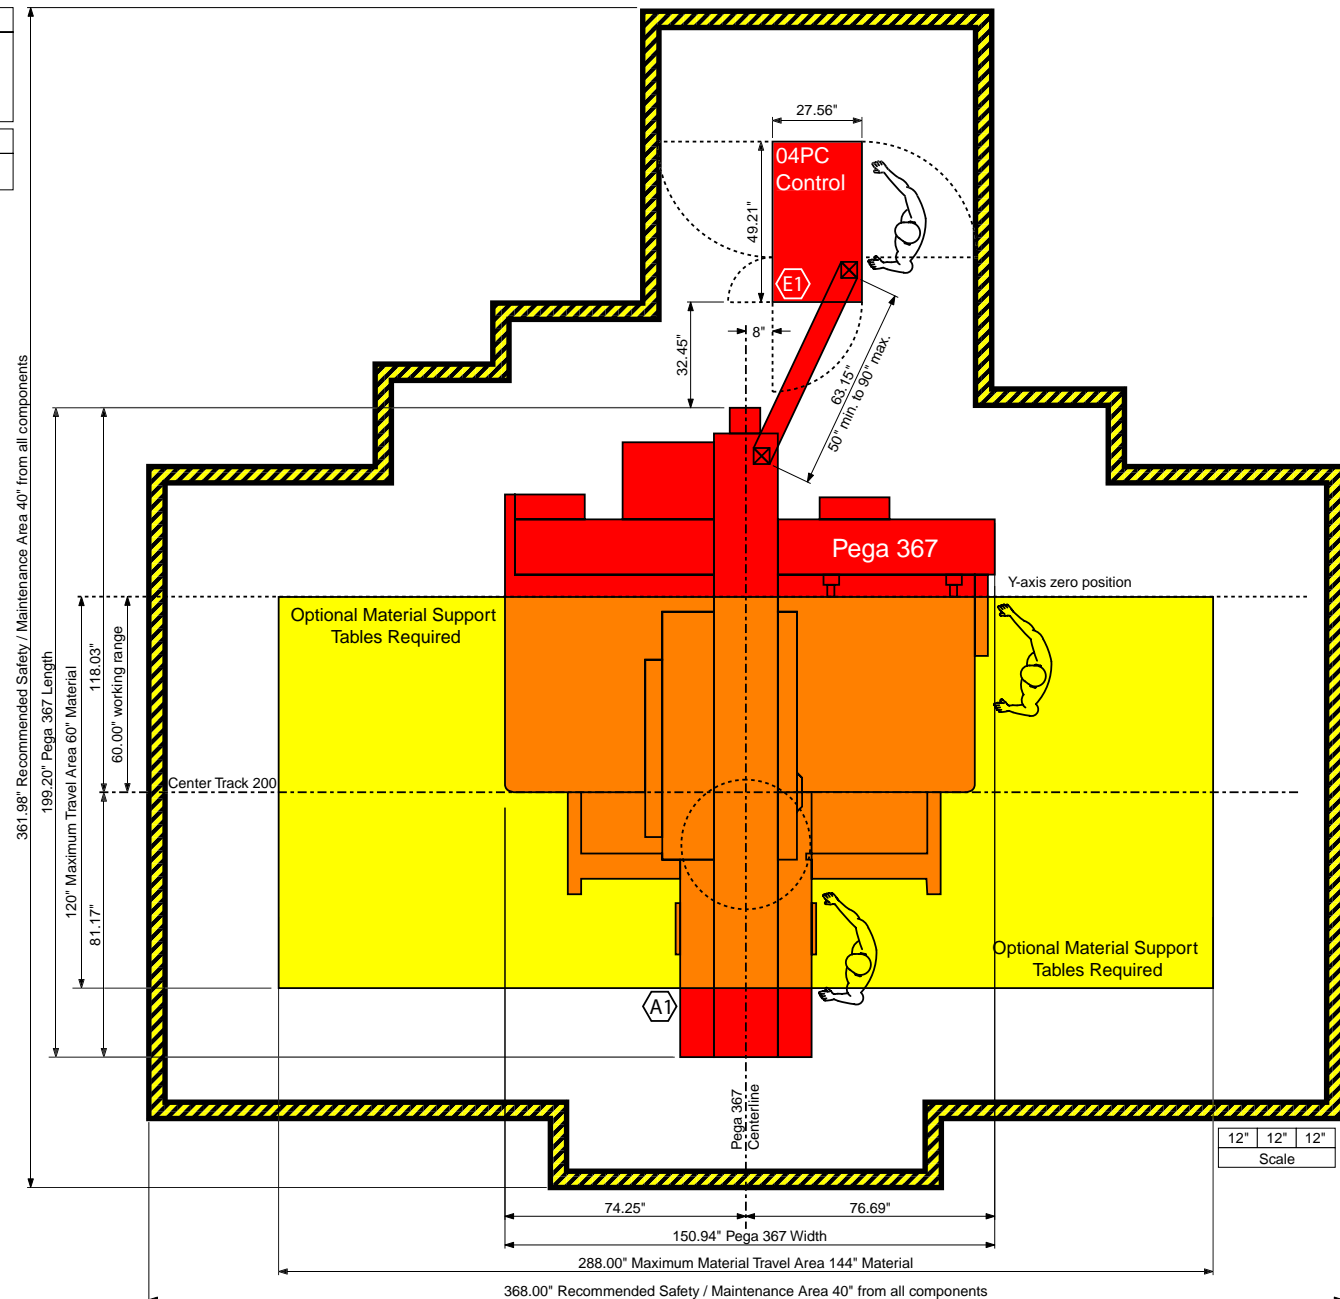 27.56"
04PC
Control
49.21"
E1
8"
32.45"
63.15"
50" min. to 90" max.
Pega 367
Y-axis zero position
Optional Material Support
Tables Required
361.98" Recommended Safety / Maintenance Area 40" from all components
199.20" Pega 367 Length
120" Maximum Travel Area 60" Material
118.03"
60.00" working range
Center Track 200
81.17"
Optional Material Support
Tables Required
A1
Pega 367
Centerline
12" 12" 12"
Scale
74.25" 76.69"
150.94" Pega 367 Width
288.00" Maximum Material Travel Area 144" Material
368.00" Recommended Safety / Maintenance Area 40" from all components